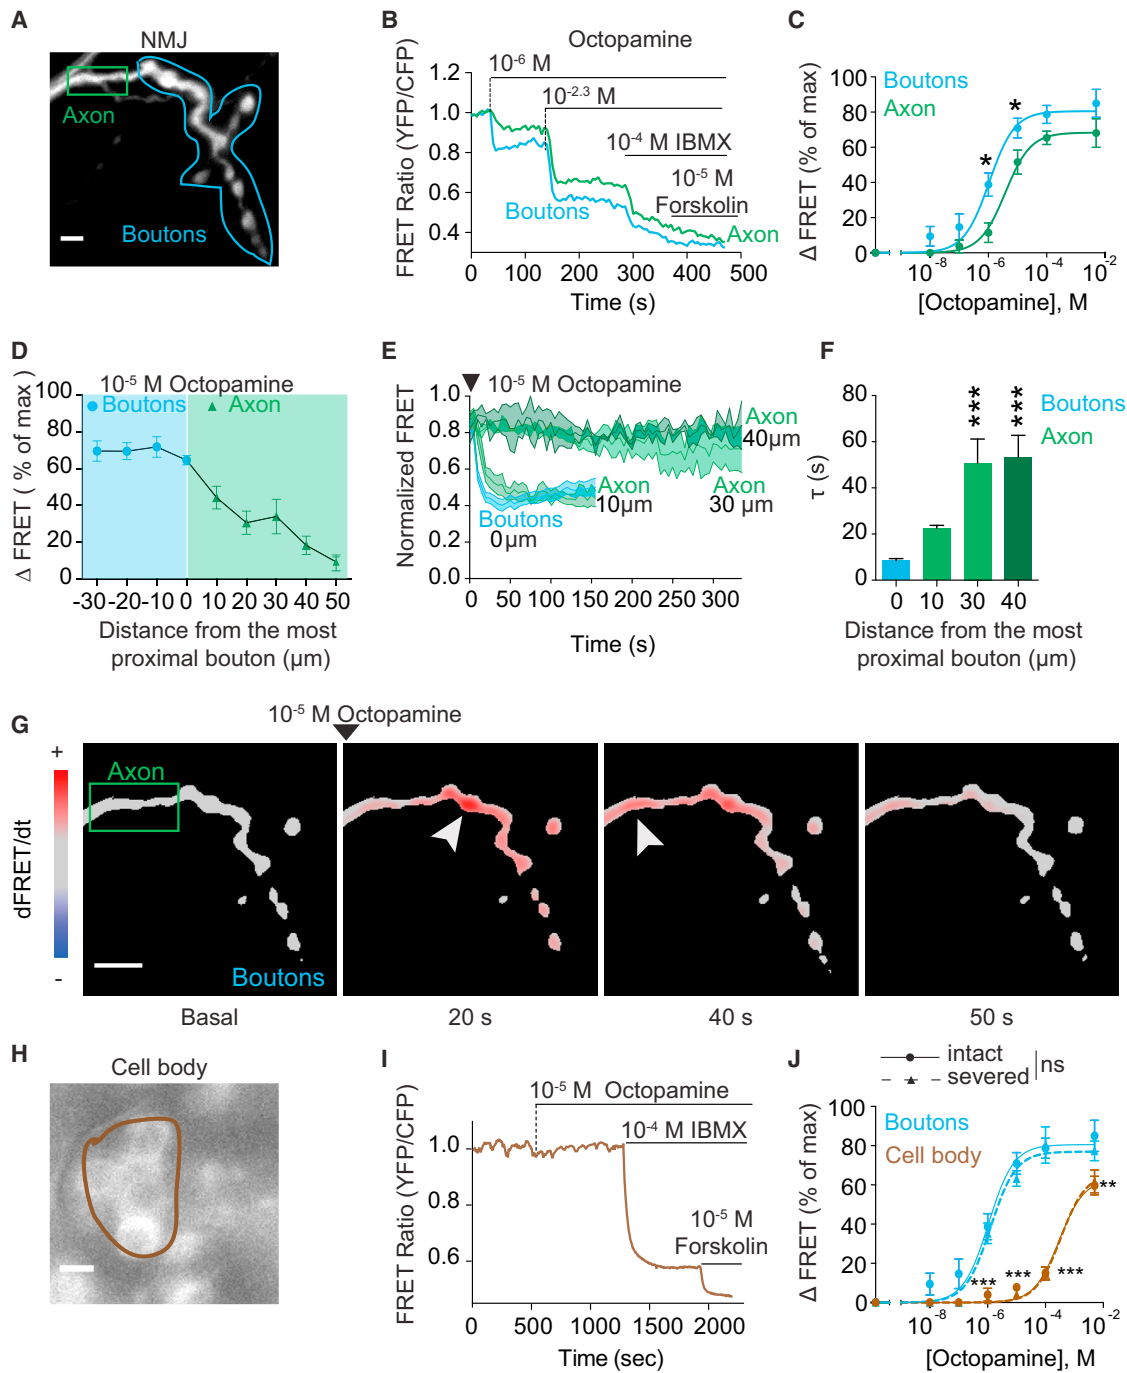 A
NMJ
Axon
Boutons
B
Octopamine
10-6 M
10-2.3 M
10-4 M IBMX
10-5 M
Forskolin
Boutons
Axon
FRET Ratio (YFP/CFP)
1.2
1.0
0.8
0.6
0.4
0 100 200 300 400 500
Time (s)
C
Boutons
Axon
*
*
Δ FRET (% of max)
100
80
60
40
20
0
10-8 10-6 10-4 10-2
[Octopamine], M
D
10-5 M Octopamine
Boutons
Axon
Δ FRET ( % of max )
100
80
60
40
20
0
-30 -20 -10 0 10 20 30 40 50
Distance from the most
proximal bouton (µm)
E
10-5 M Octopamine
Axon
40µm
Axon
10µm
Axon
30 µm
Boutons
0µm
Normalized FRET
1.0
0.8
0.6
0.4
0.2
0.0
0 50 100 150 200 250 300
Time (s)
F
***
***
Boutons
Axon
τ (s)
80
60
40
20
0
0 10 30 40
Distance from the most
proximal bouton (µm)
G
10-5 M Octopamine
+
dFRET/dt
-
Axon
Boutons
Basal
20 s
40 s
50 s
H
Cell body
I
10-5 M Octopamine
10-4 M IBMX
10-5 M
Forskolin
FRET Ratio (YFP/CFP)
1.0
0.8
0.6
0 500 1000 1500 2000
Time (sec)
J
intact
severed
ns
Boutons
Cell body
**
***
***
***
Δ FRET (% of max)
100
80
60
40
20
0
10-8 10-6 10-4 10-2
[Octopamine], M